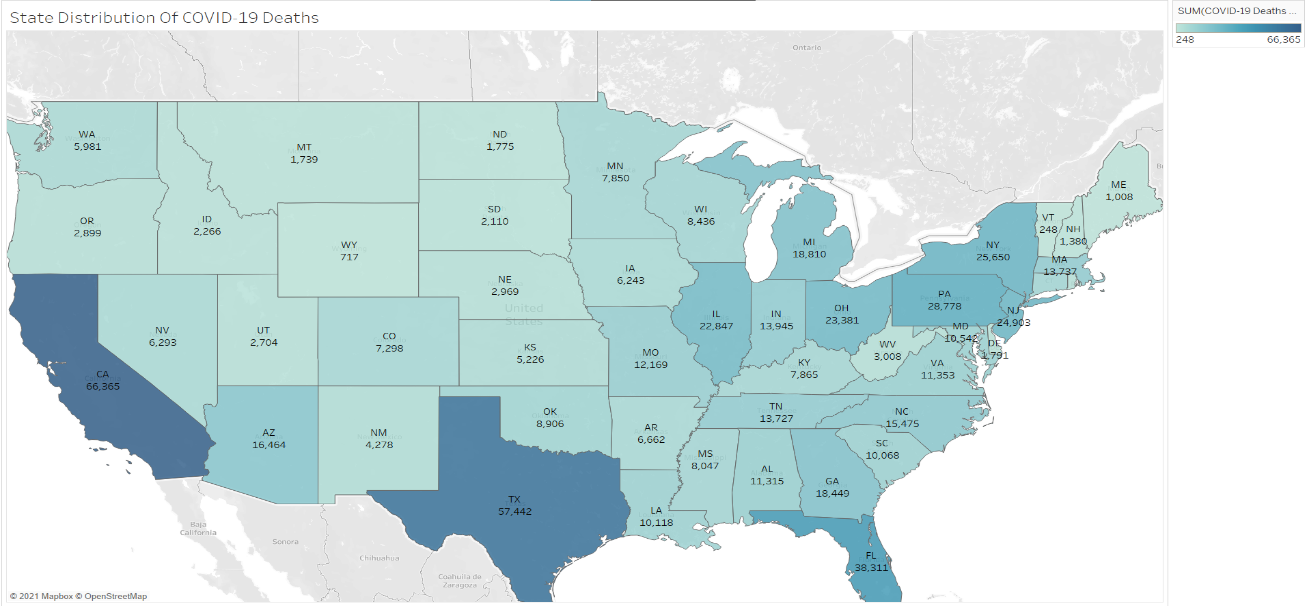 State Distribution Of COVID-19 Deaths
SUM(COVID-19 Deaths ...
248 66,365
Ontario
WA
5,981
MT
1,739
ND
1,775
MN
7,850
ME
1,008
OR
2,899
ID
2,266
SD
2,110
WI
8,436
VT
248
NH
1,380
WY
717
MI
18,810
NY
25,650
MA
13,737
IA
6,243
NE
2,969
United
States
PA
28,778
NJ
24,903
NV
6,293
UT
2,704
CO
7,298
KS
5,226
MO
12,169
IL
22,847
IN
13,945
OH
23,381
WV
3,008
MD
10,542
DE
1,791
CA
66,365
KY
7,865
VA
11,353
AZ
16,464
NM
4,278
OK
8,906
AR
6,662
TN
13,727
NC
15,475
SC
10,068
MS
8,047
AL
11,315
GA
18,449
TX
57,442
LA
10,118
FL
38,311
Baja
California
Sonora
Chihuahua
Coahuila de
Zaragoza
© 2021 Mapbox © OpenStreetMap